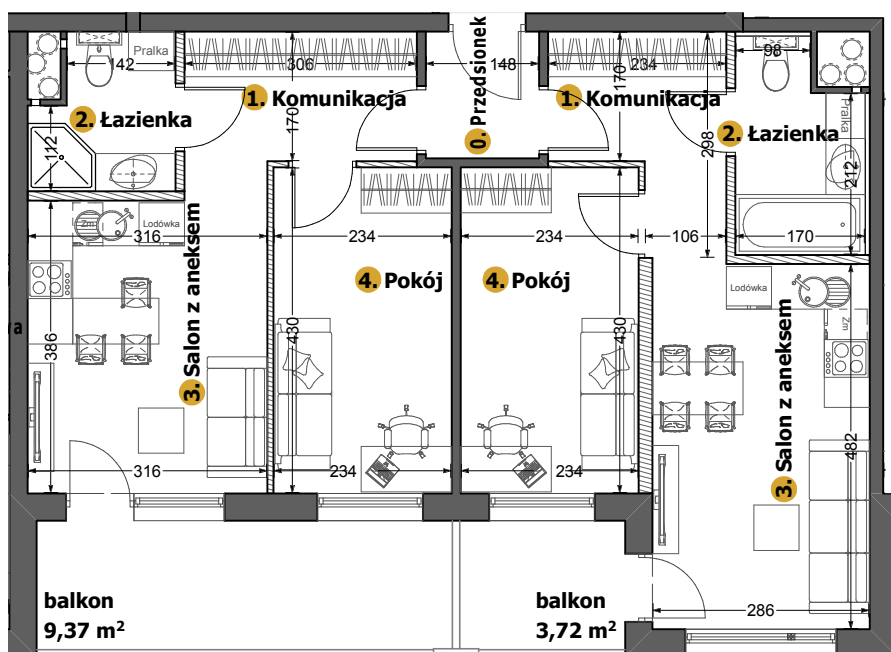 Pralka
142
306
148
234
98
1. Komunikacja
0. Przedsionek
1. Komunikacja
170
170
2. Łazienka
2. Łazienka
112
298
Pralka
212
Zm
Lodówka
316
234
234
106
170
4. Pokój
4. Pokój
Lodówka
Zm
a
386
3. Salon z aneksem
430
430
3. Salon z aneksem
482
316
234
234
286
balkon
9,37 m²
balkon
3,72 m²